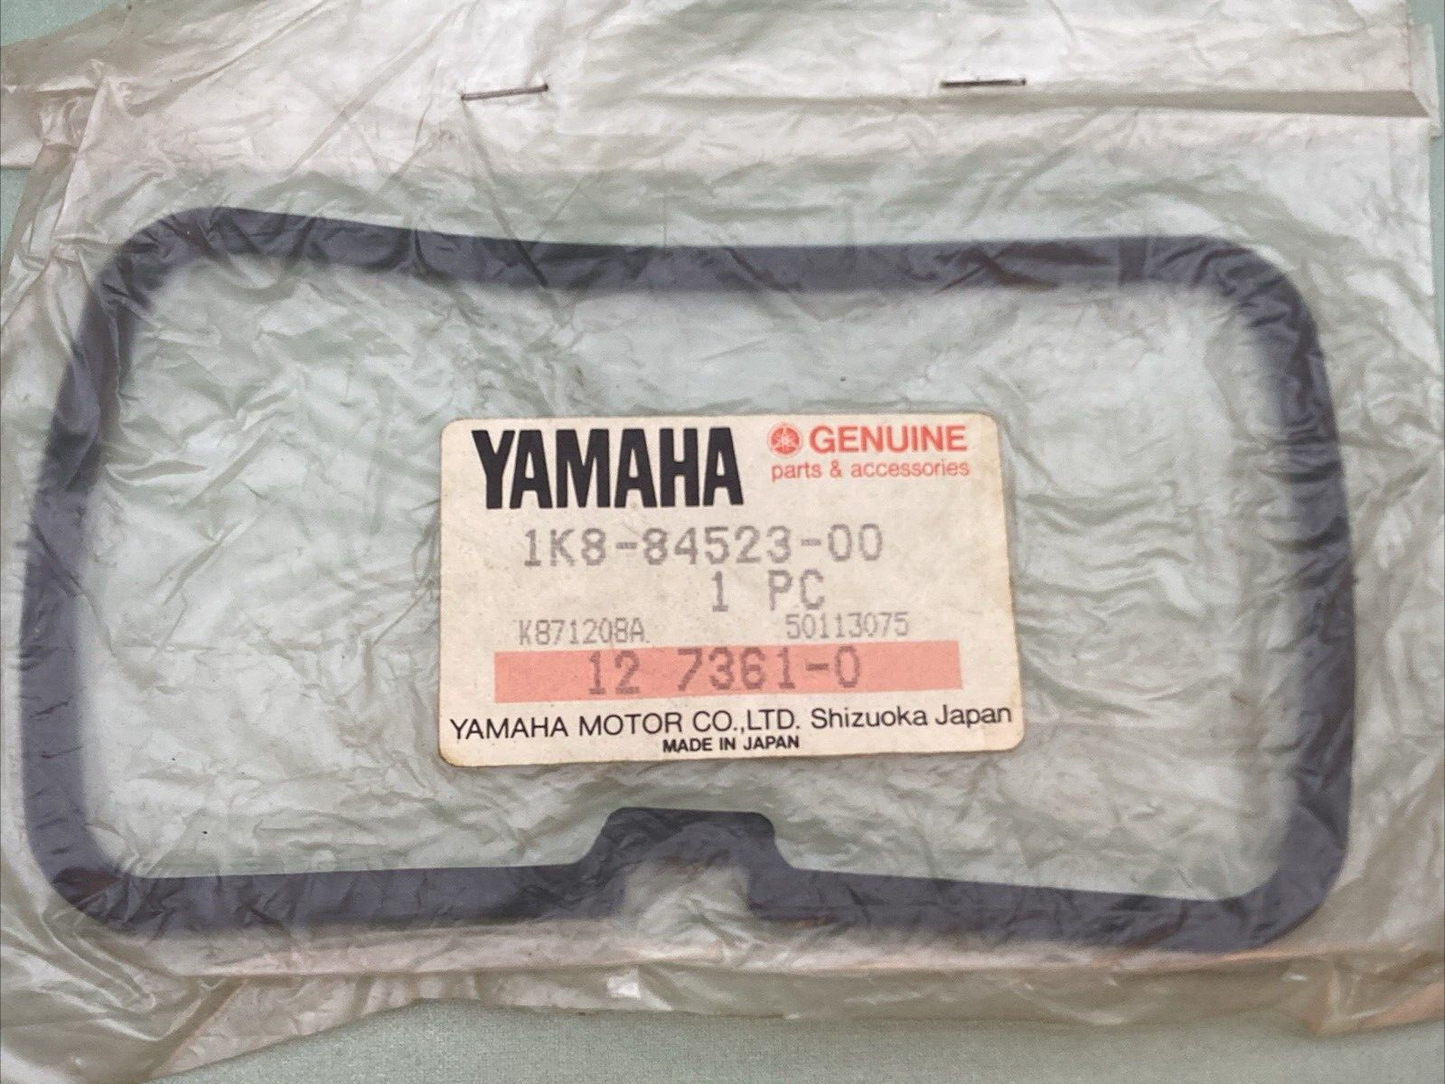 YAMAHA GENUINE
parts & accessories
1K8-84523-00
1 PC
K871208A 50113075
12 7361-0
YAMAHA MOTOR CO.,LTD. Shizuoka Japan
MADE IN JAPAN